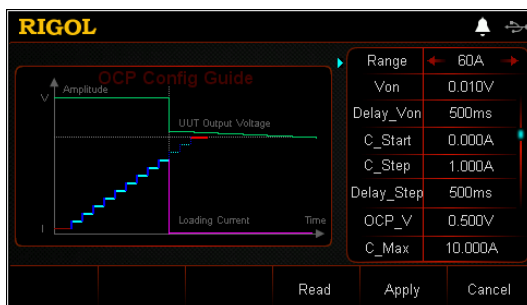 RIGOL
OCP Config Guide
Amplitude
V
UUT Output Voltage
Loading Current
Time
I
Range 60A
Von 0.010V
Delay_Von 500ms
C_Start 0.000A
C_Step 1.000A
Delay_Step 500ms
OCP_V 0.500V
C_Max 10.000A
Read Apply Cancel